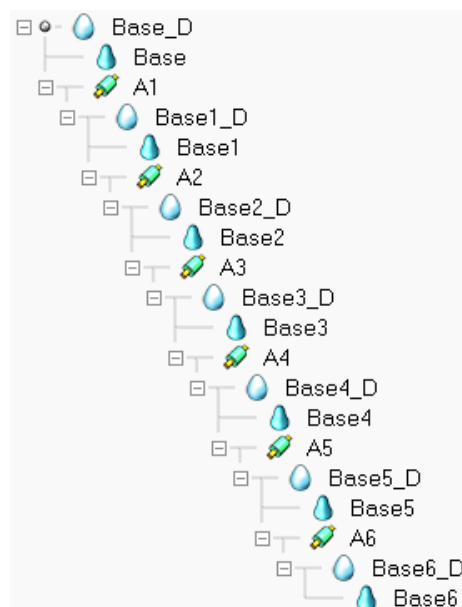 Base_D
Base
A1
Base1_D
Base1
A2
Base2_D
Base2
A3
Base3_D
Base3
A4
Base4_D
Base4
A5
Base5_D
Base5
A6
Base6_D
Base6